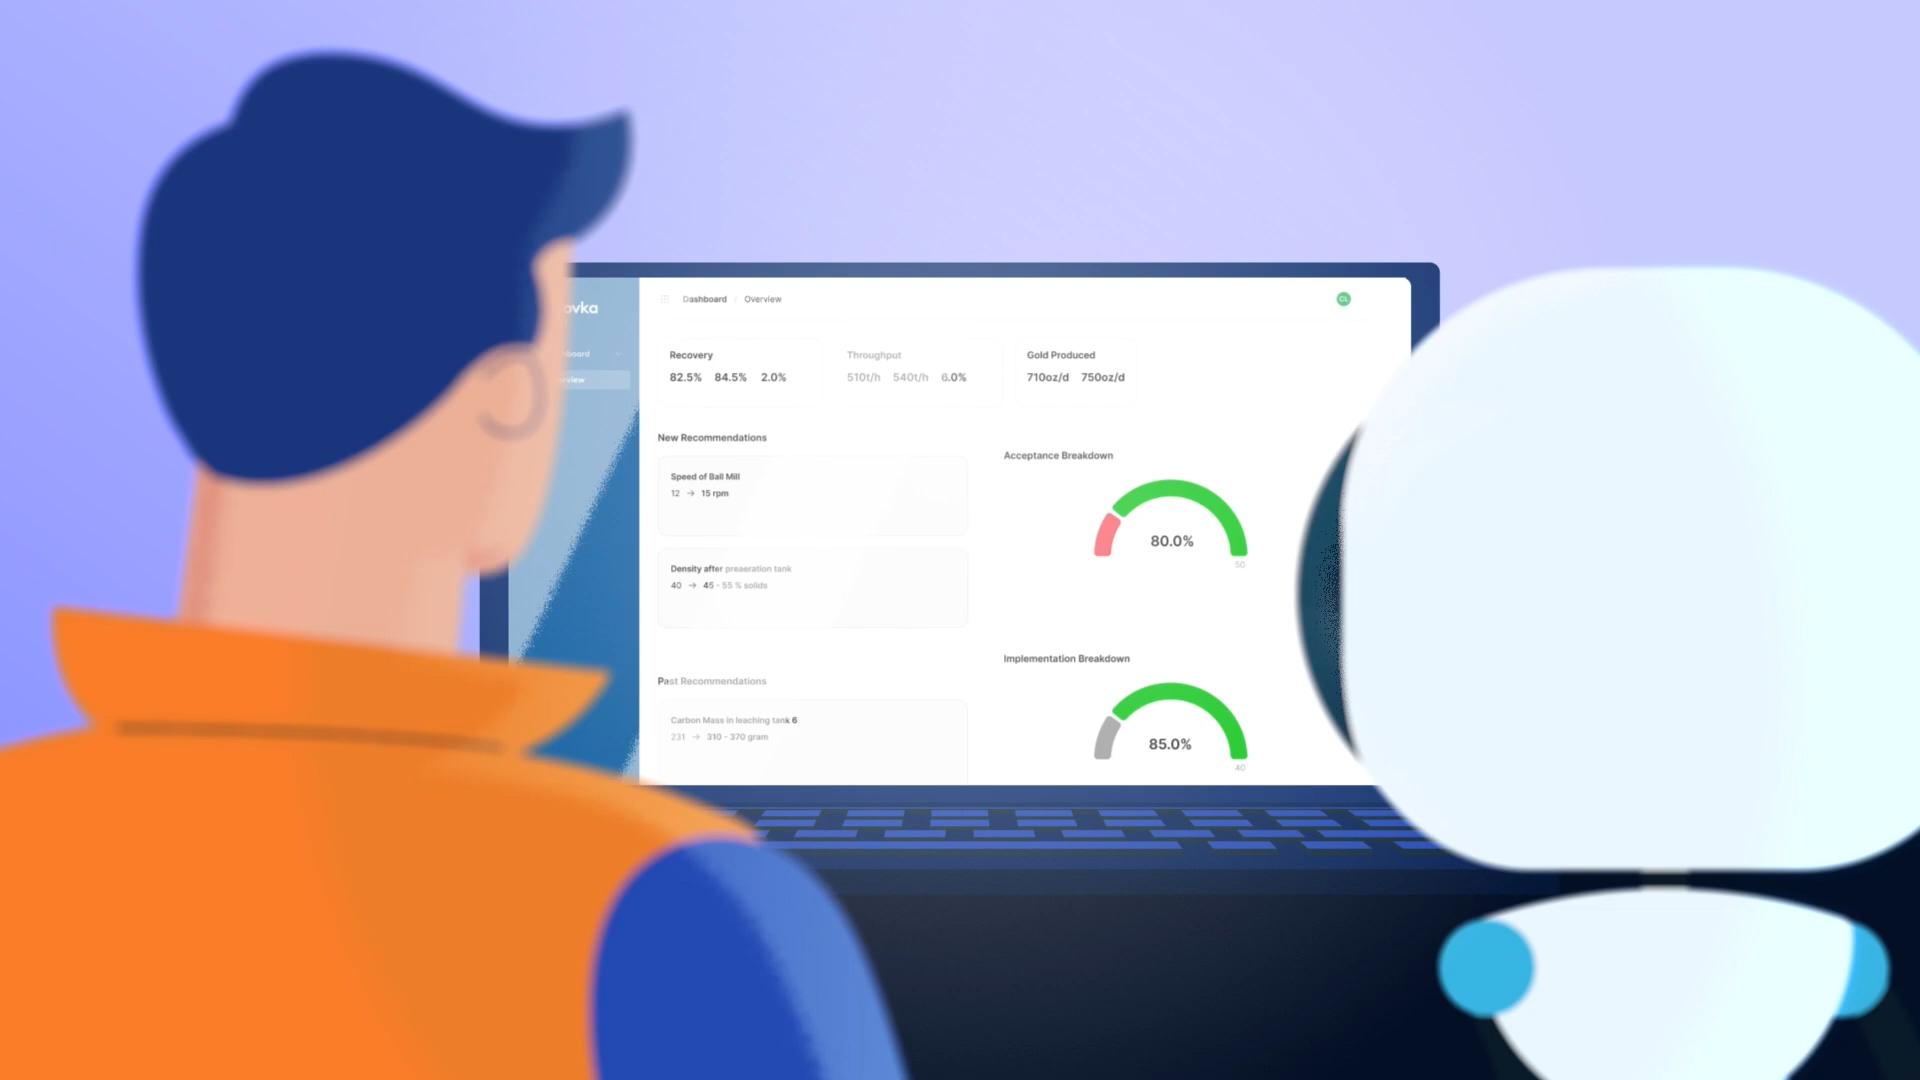 ovka
Dashboard / Overview
CL
board
rview
Recovery
82.5% 84.5% 2.0%
Throughput
510t/h 540t/h 6.0%
Gold Produced
710oz/d 750oz/d
New Recommendations
Speed of Ball Mill
12 → 15 rpm
Density after preaeration tank
40 → 45 - 55 % solids
Past Recommendations
Carbon Mass in leaching tank 6
231 → 310 - 370 gram
Acceptance Breakdown
80.0%
50
Implementation Breakdown
85.0%
40